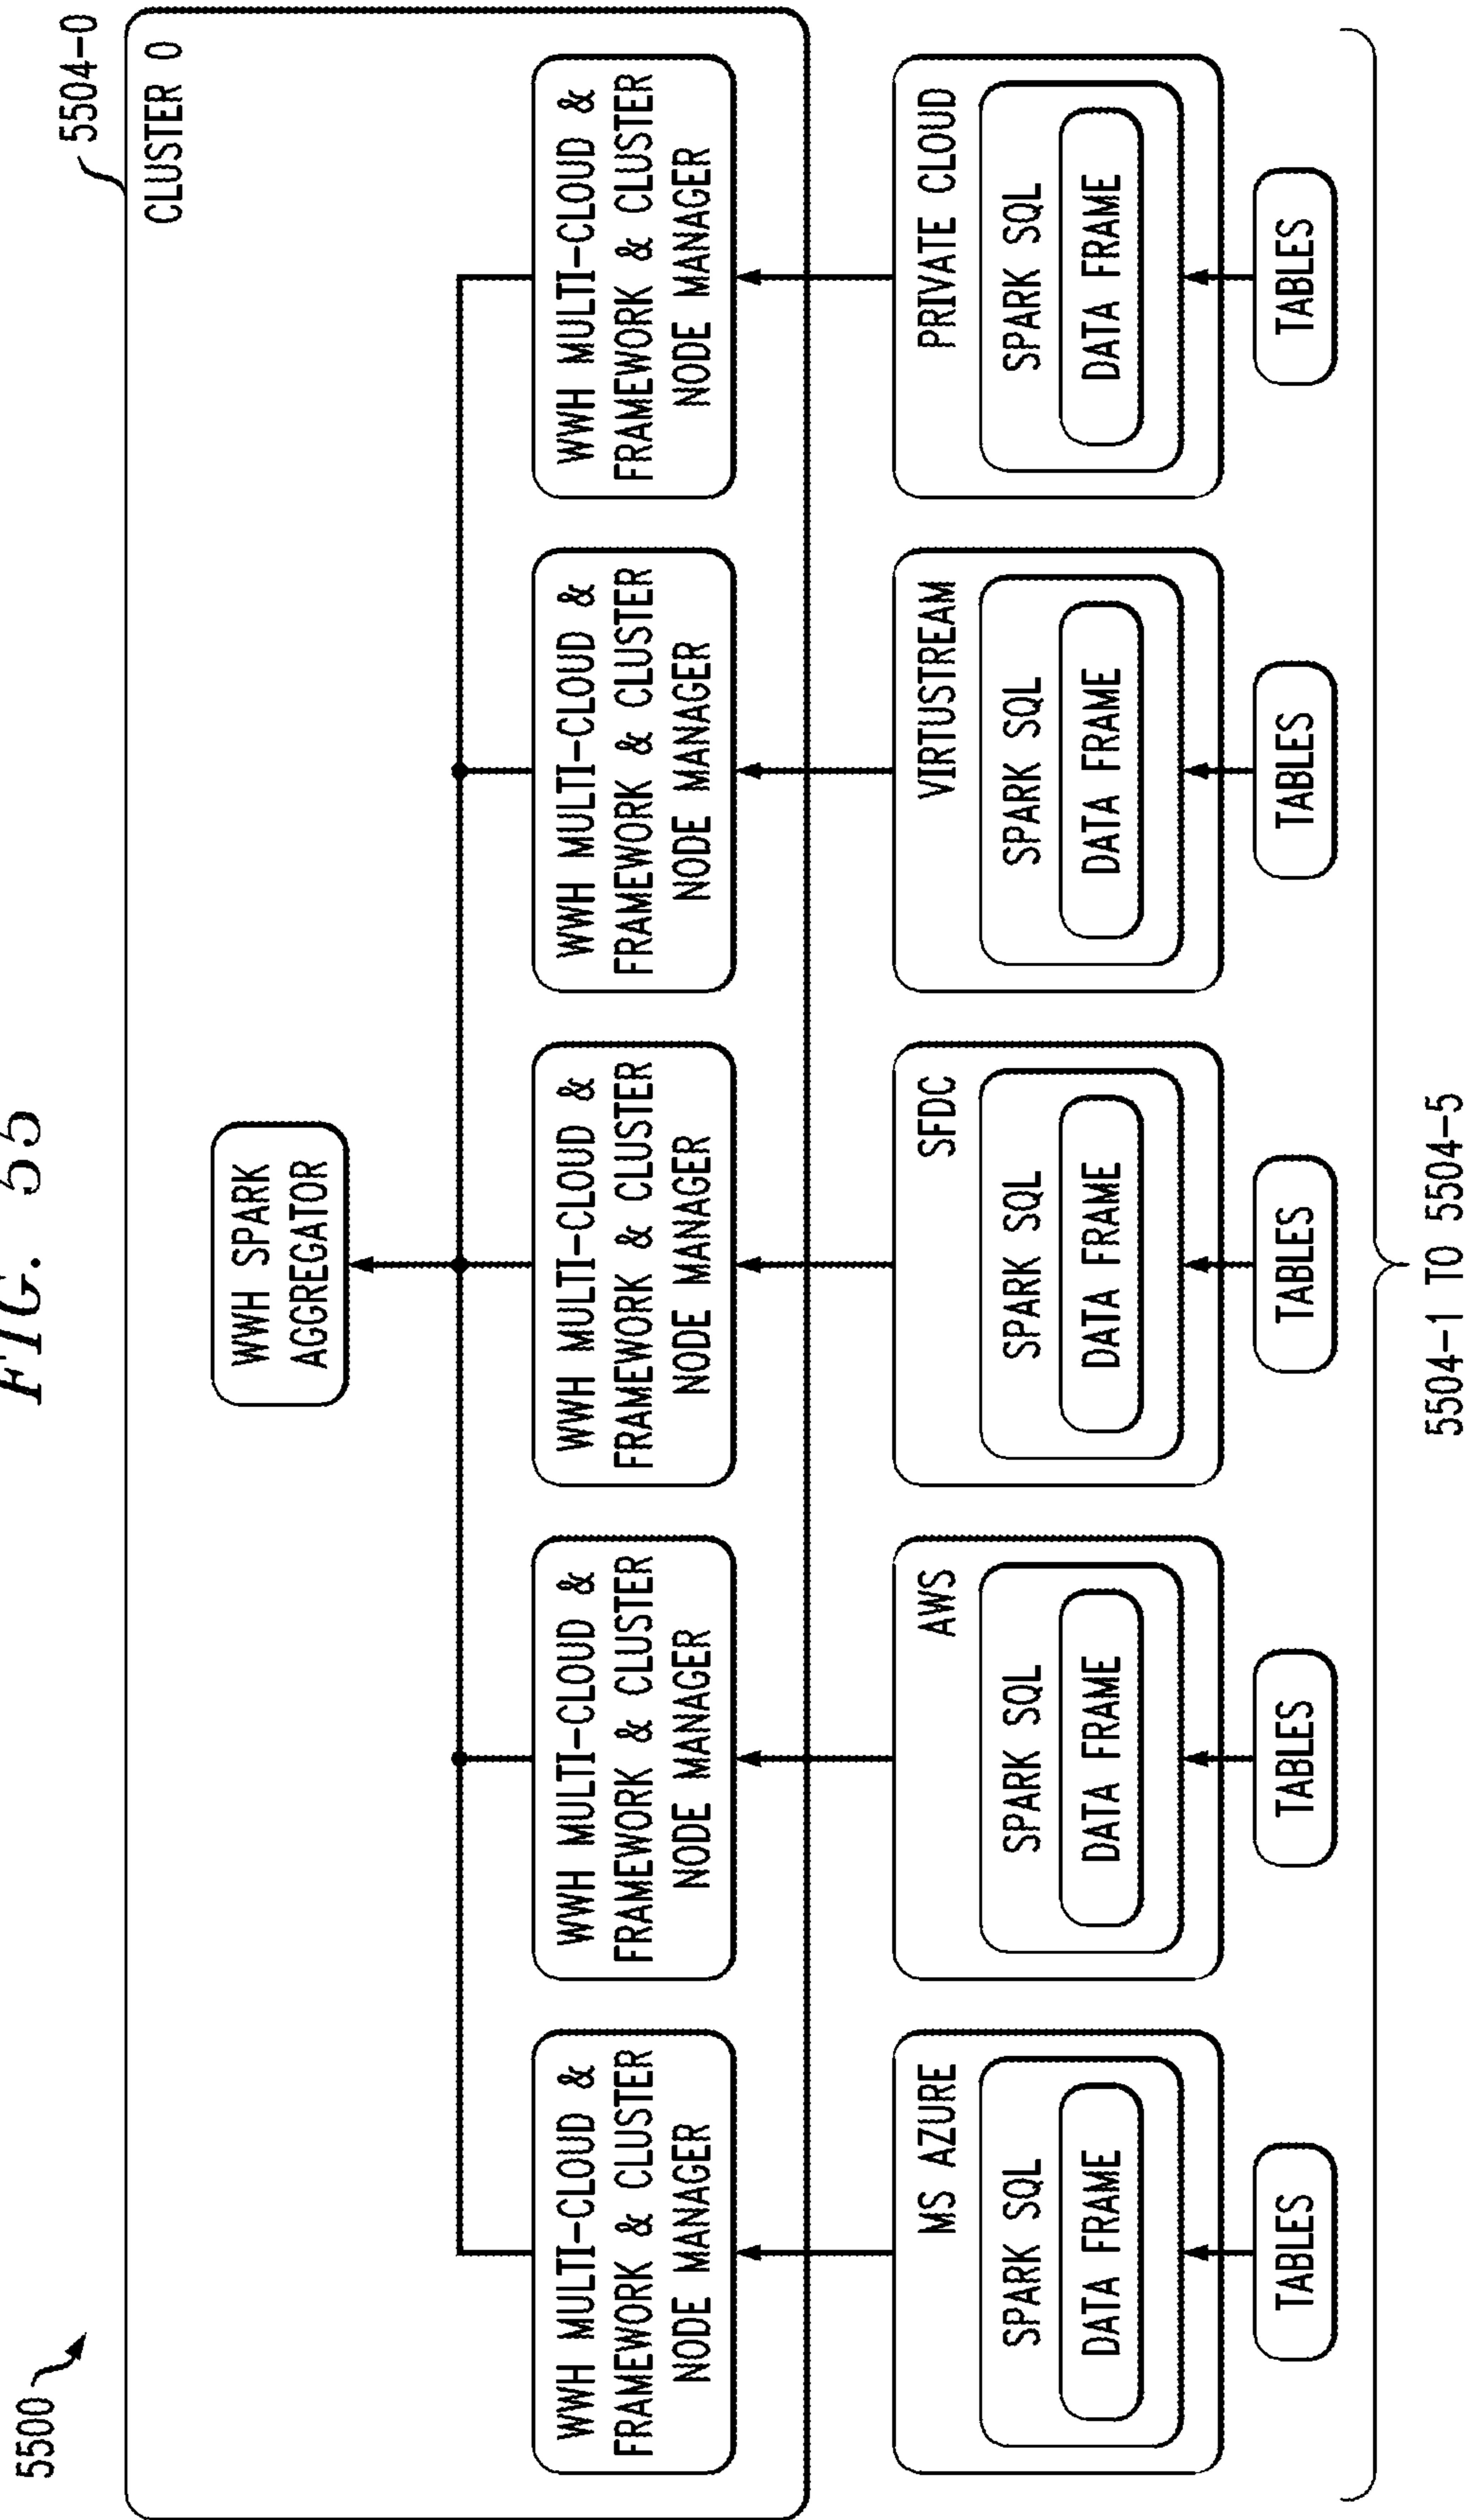 FIG. 55
5500
5504-0
CLUSTER 0
WWH SPARK
AGGREGATOR
WWH MULTI-CLOUD &
FRAMEWORK & CLUSTER
NODE MANAGER
WWH MULTI-CLOUD &
FRAMEWORK & CLUSTER
NODE MANAGER
WWH MULTI-CLOUD &
FRAMEWORK & CLUSTER
NODE MANAGER
WWH MULTI-CLOUD &
FRAMEWORK & CLUSTER
NODE MANAGER
WWH MULTI-CLOUD &
FRAMEWORK & CLUSTER
NODE MANAGER
MS AZURE
SPARK SQL
DATA FRAME
TABLES
AWS
SPARK SQL
DATA FRAME
TABLES
SFDC
SPARK SQL
DATA FRAME
TABLES
VIRTUSTREAM
SPARK SQL
DATA FRAME
TABLES
PRIVATE CLOUD
SPARK SQL
DATA FRAME
TABLES
5504-1 TO 5504-5